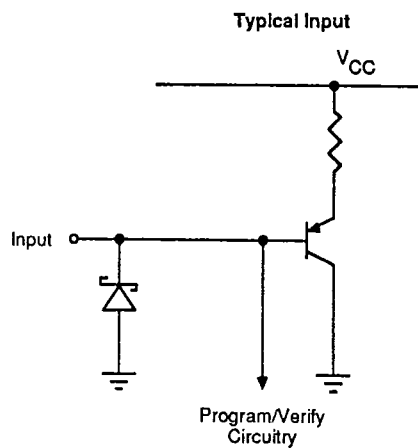 Typical Input
VCC
Input
Program/Verify
Circuitry